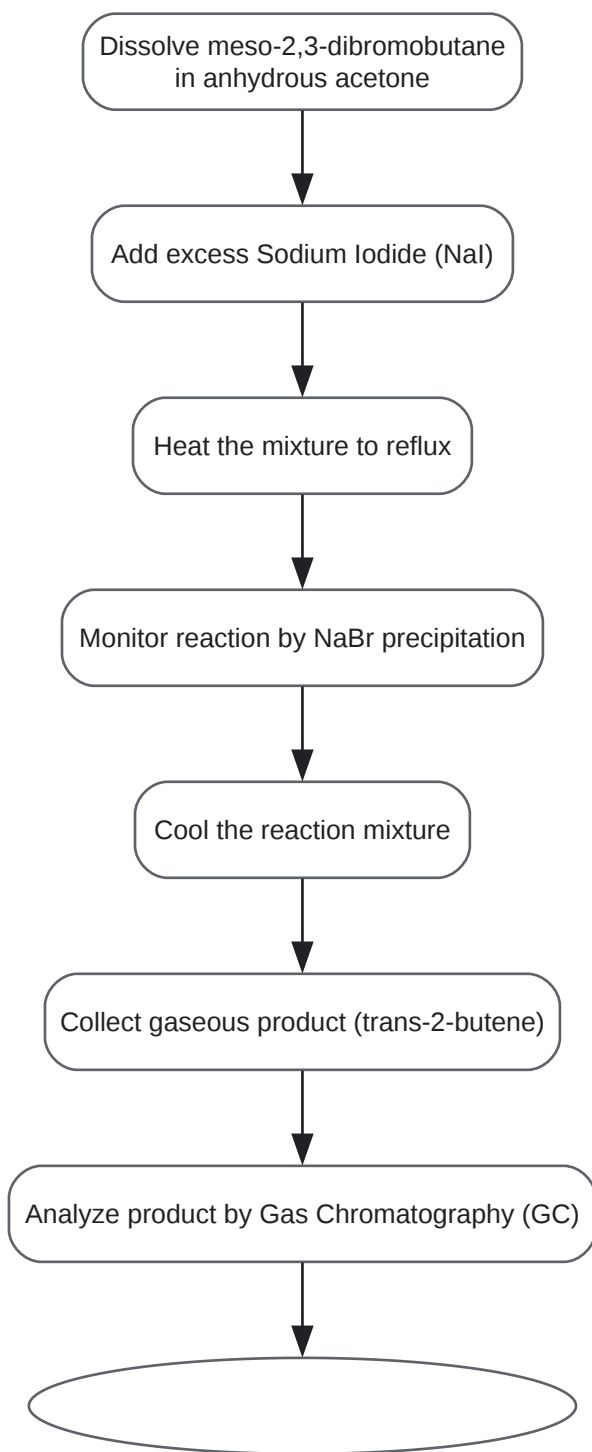 Dissolve meso-2,3-dibromobutane
in anhydrous acetone
Add excess Sodium Iodide (NaI)
Heat the mixture to reflux
Monitor reaction by NaBr precipitation
Cool the reaction mixture
Collect gaseous product (trans-2-butene)
Analyze product by Gas Chromatography (GC)